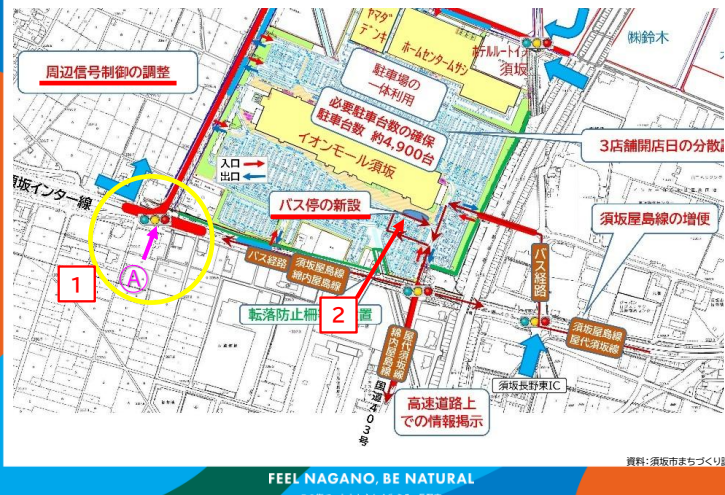 ヤマダ
デンキ
ホームセンタームサシ
ホテルルートイン
須坂
㈱鈴木
周辺信号制御の調整
駐車場の
一体利用
必要駐車台数の確保
駐車台数 約4,900台
イオンモール須坂
3店舗開店日の分散
入口
出口
須坂インター線
バス停の新設
須坂屋島線の増便
A
1
2
バス経路
須坂屋島線
綿内屋島線
バス経路
転落防止柵
置
須坂屋島線
屋代須坂線
屋代須坂線
綿内屋島線
国道403号
須坂長野東IC
高速道路上
での情報掲示
資料:須坂市まちづくり
FEEL NAGANO, BE NATURAL